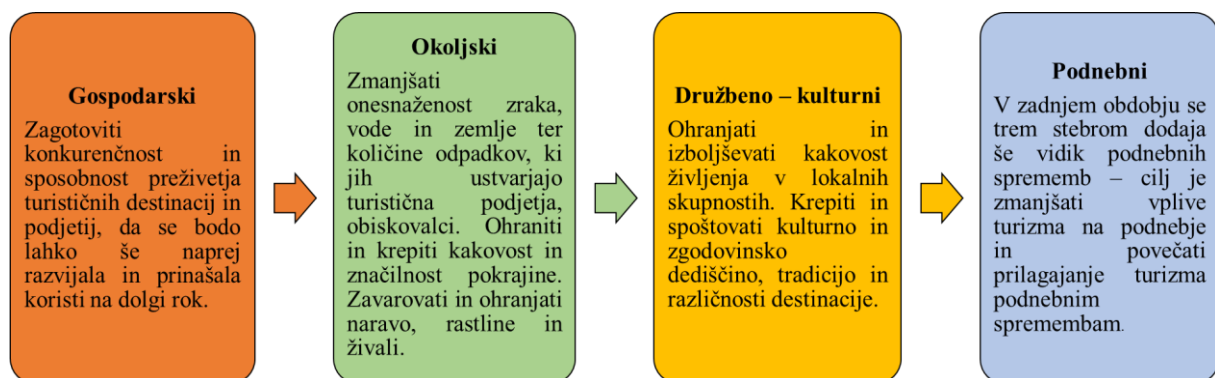 Gospodarski
Zagotoviti
konkurenčnost in
sposobnost preživetja
turističnih destinacij in
podjetij, da se bodo
lahko še naprej
razvijala in prinašala
koristi na dolgi rok.
Okoljski
Zmanjšati
onesnaženost zraka,
vode in zemlje ter
količine odpadkov, ki
jih ustvarjajo
turistična podjetja,
obiskovalci. Ohraniti
in krepiti kakovost in
značilnost pokrajine.
Zavarovati in ohranjati
naravo, rastline in
živali.
Družbeno – kulturni
Ohranjati in
izboljševati kakovost
življenja v lokalnih
skupnostih. Krepiti in
spoštovati kulturno in
zgodovinsko
dediščino, tradicijo in
različnosti destinacije.
Podnebni
V zadnjem obdobju se
trem stebrom dodaja
še vidik podnebnih
sprememb – cilj je
zmanjšati vplive
turizma na podnebje
in povečati
prilagajanje turizma
podnebnim
spremembam.